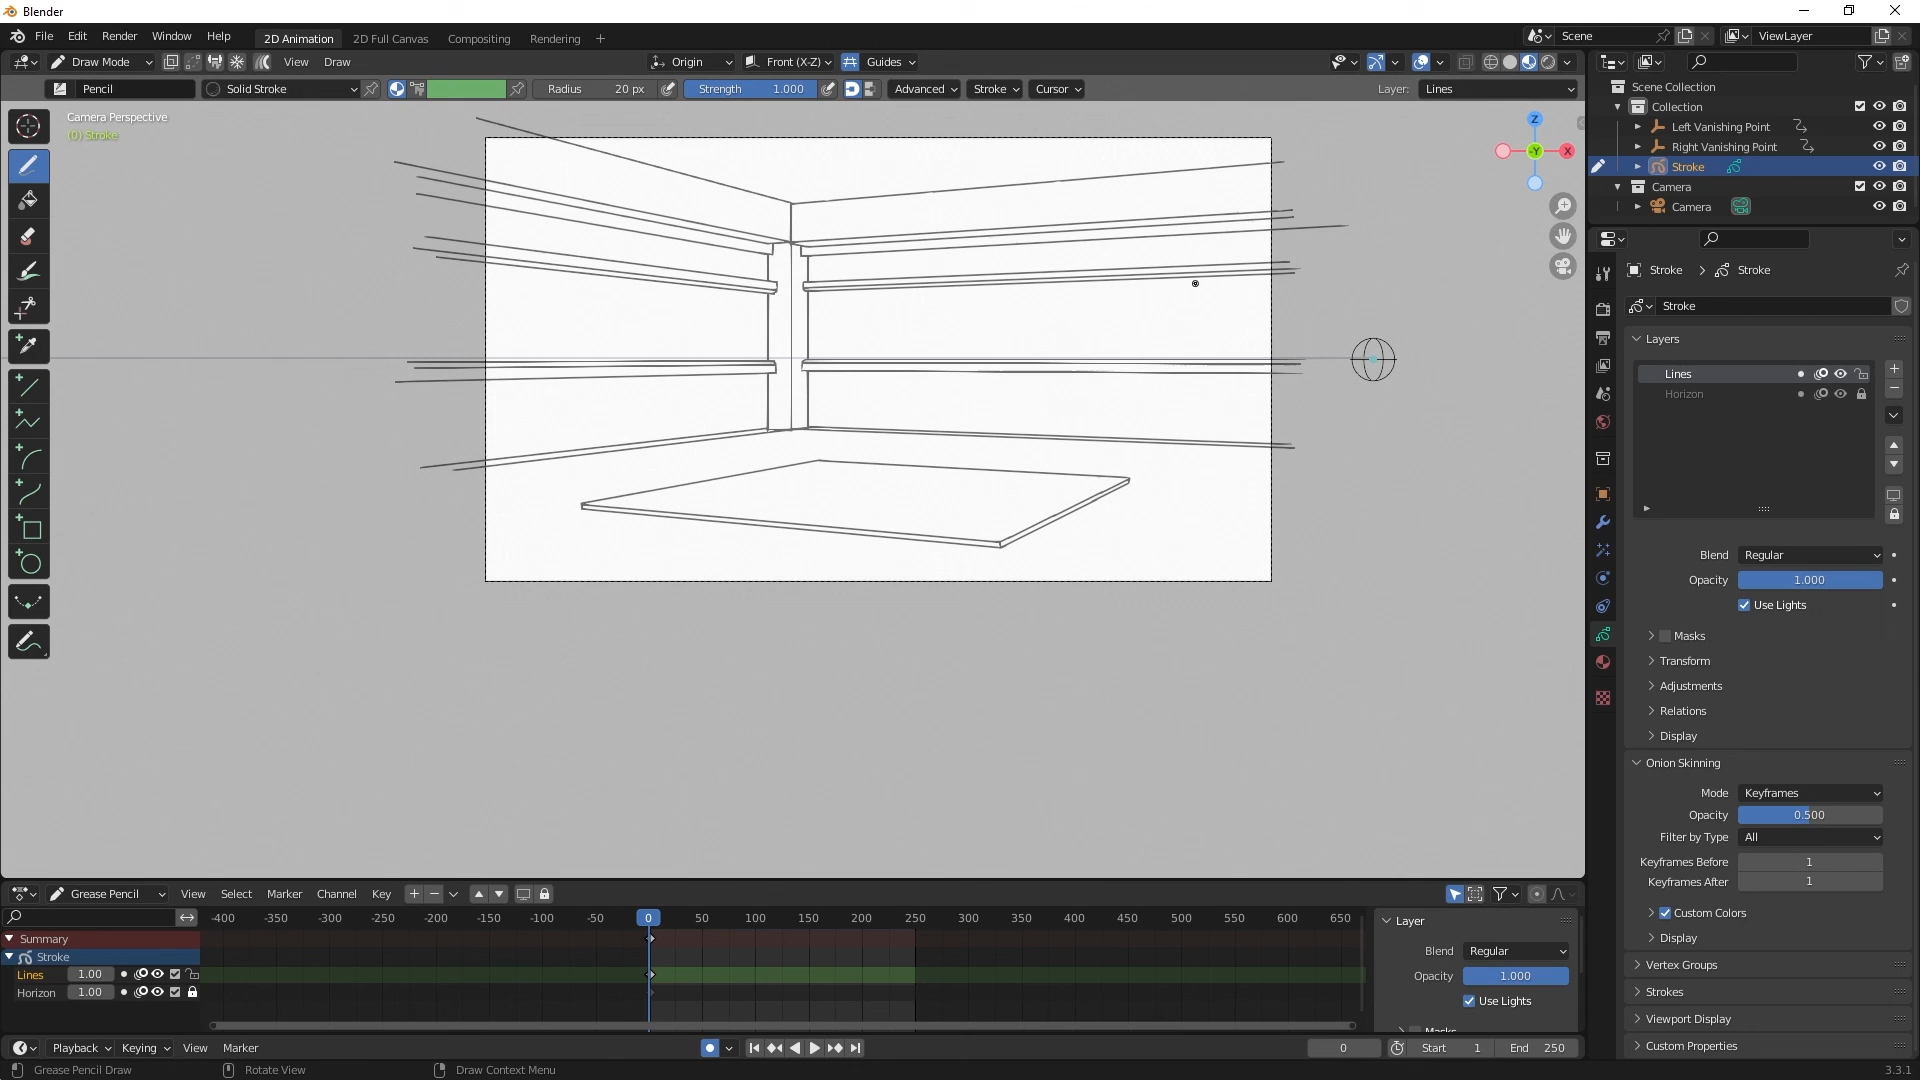 Blender
File Edit Render Window Help 2D Animation 2D Full Canvas Compositing Rendering + Scene ViewLayer
Draw Mode View Draw Origin Front (X-Z) Guides
Pencil Solid Stroke Radius 20 px Strength 1.000 Advanced Stroke Cursor Layer: Lines
Camera Perspective
(0) Stroke
Z
-Y X
Scene Collection
Collection
Left Vanishing Point
Right Vanishing Point
Stroke
Camera
Camera
Stroke > Stroke
Stroke
Layers
Lines
Horizon
Blend Regular
Opacity 1.000
Use Lights
Masks
Transform
Adjustments
Relations
Display
Onion Skinning
Mode Keyframes
Opacity 0.500
Filter by Type All
Keyframes Before 1
Keyframes After 1
Custom Colors
Display
Vertex Groups
Strokes
Viewport Display
Custom Properties
Grease Pencil View Select Marker Channel Key
-400 -350 -300 -250 -200 -150 -100 -50 0 50 100 150 200 250 300 350 400 450 500 550 600 650
Summary
Stroke
Lines 1.00
Horizon 1.00
Layer
Blend Regular
Opacity 1.000
Use Lights
Masks
Playback Keying View Marker 0 Start 1 End 250
Grease Pencil Draw Rotate View Draw Context Menu 3.3.1